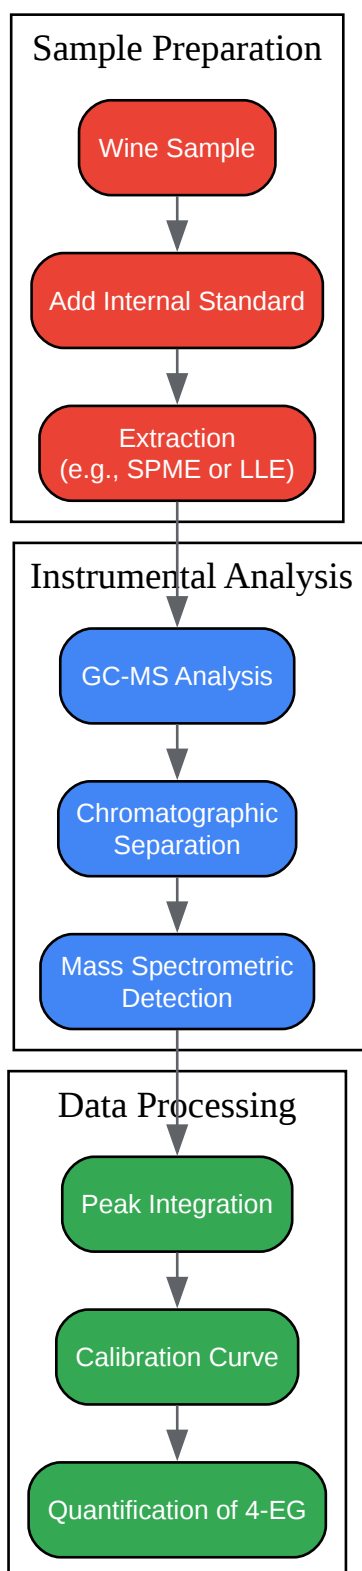 Sample Preparation
Wine Sample
Add Internal Standard
Extraction
(e.g., SPME or LLE)
Instrumental Analysis
GC-MS Analysis
Chromatographic
Separation
Mass Spectrometric
Detection
Data Processing
Peak Integration
Calibration Curve
Quantification of 4-EG